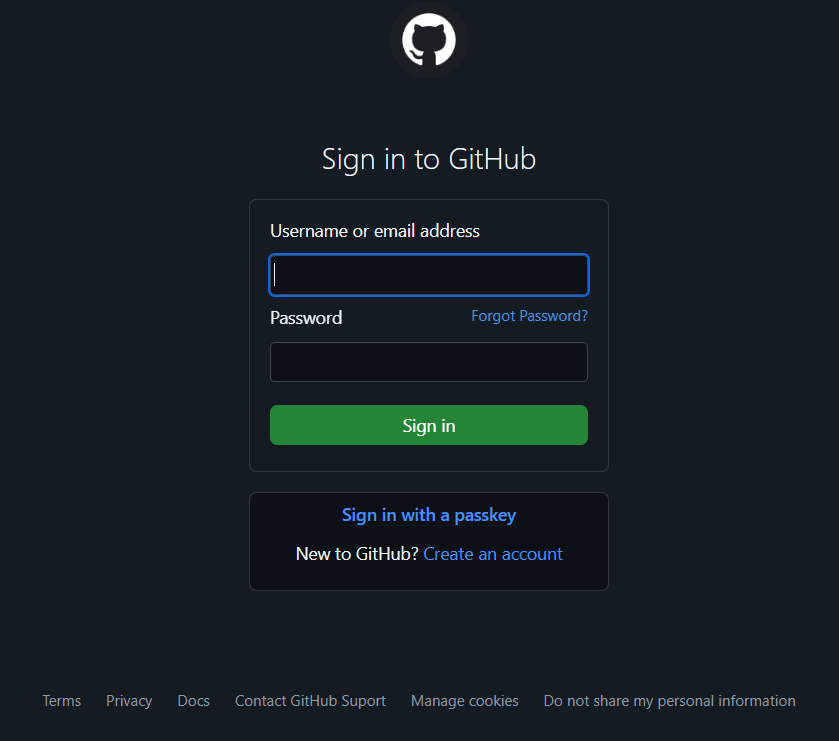 Sign in to GitHub
Username or email address
Password Forgot Password?
Sign in
Sign in with a passkey
New to GitHub? Create an account
Terms Privacy Docs Contact GitHub Suport Manage cookies Do not share my personal information